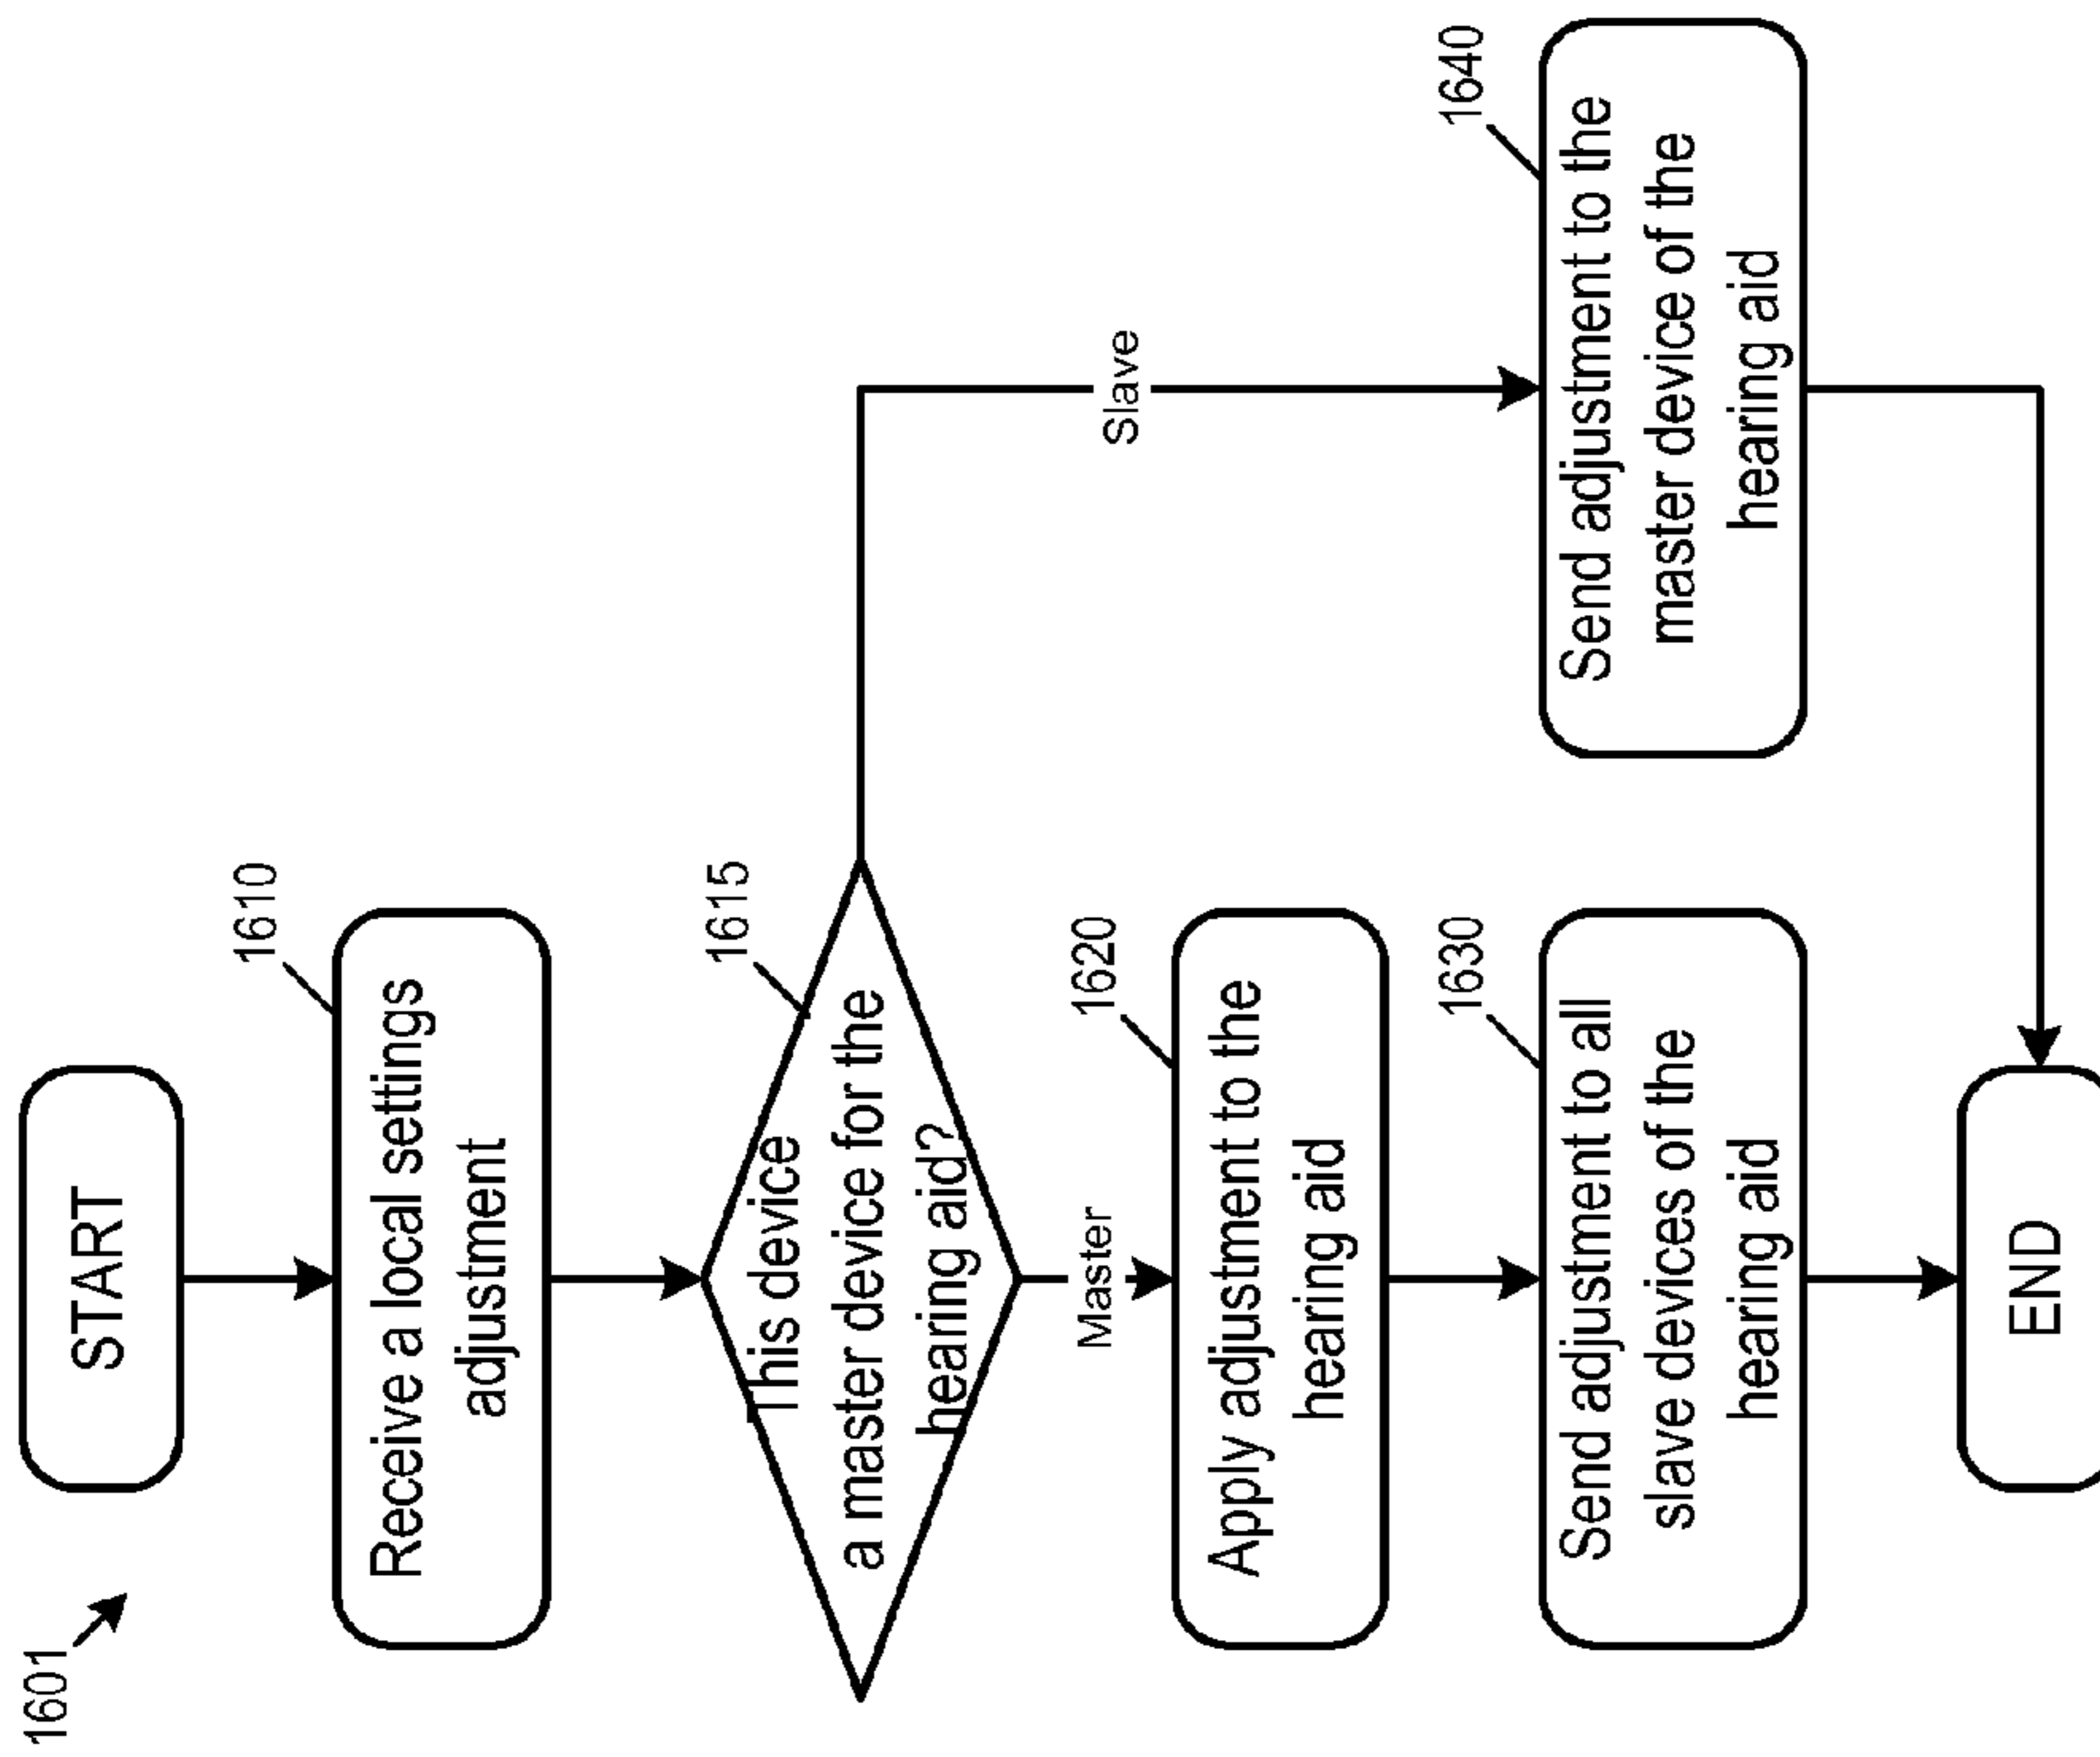 1601
START
1610
Receive a local settings
adjustment
1615
This device
a master device for the
hearing aid?
Master
Slave
1620
Apply adjustment to the
hearing aid
1630
Send adjustment to all
slave devices of the
hearing aid
1640
Send adjustment to the
master device of the
hearing aid
END